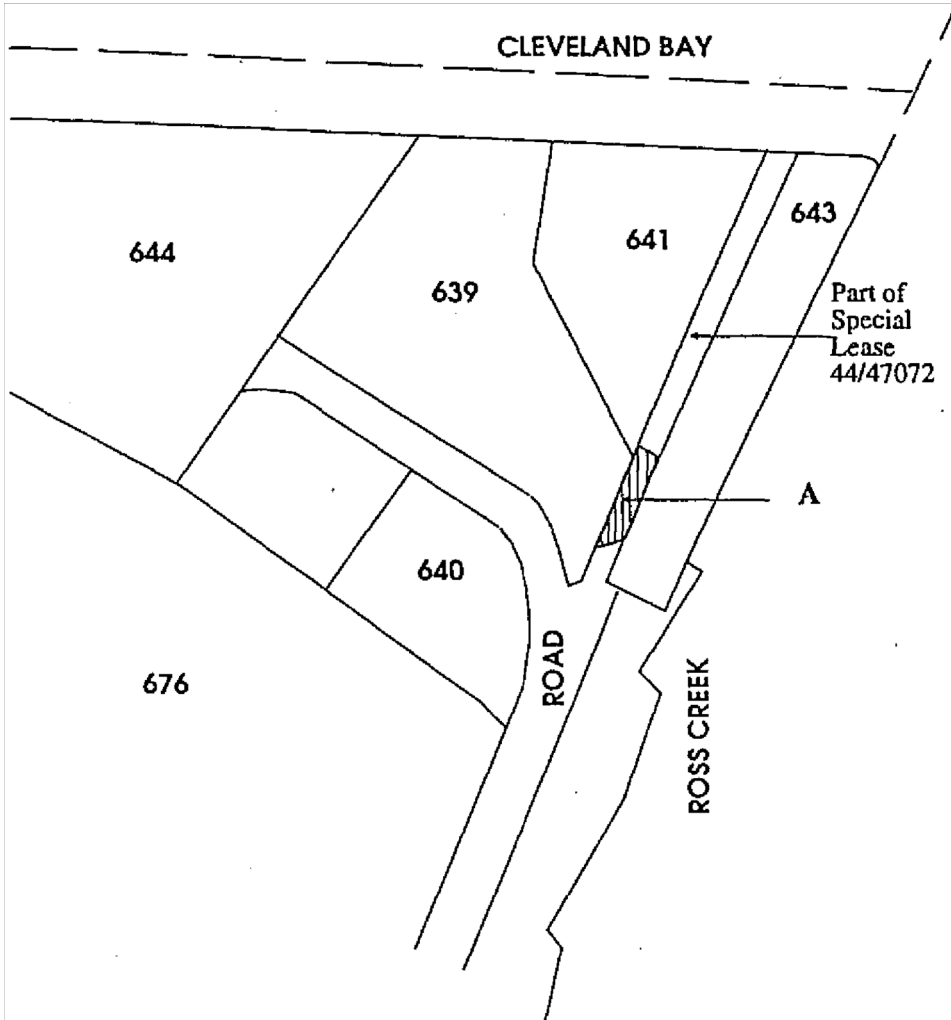 CLEVELAND BAY
643
641
644
639
Part of
Special
Lease
44/47072
A
640
ROAD
676
ROSS CREEK